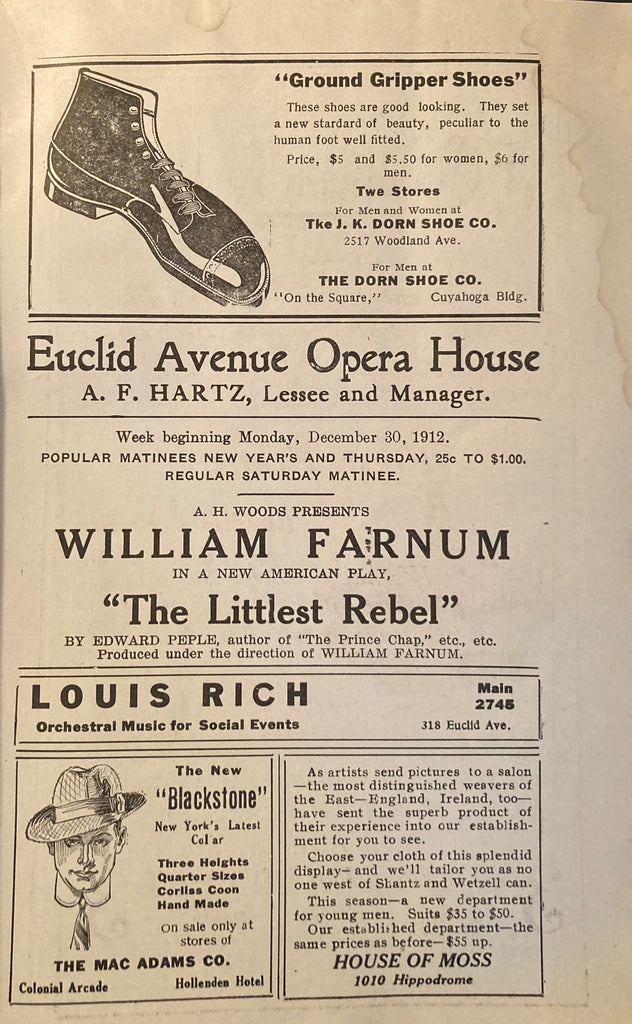 "Ground Gripper Shoes"
These shoes are good looking. They set
a new stardard of beauty, peculiar to the
human foot well fitted.
Price, $5 and $5.50 for women, $6 for
men.
Twe Stores
For Men and Women at
Tke J. K. DORN SHOE CO.
2517 Woodland Ave.
For Men at
THE DORN SHOE CO.
"On the Square," Cuyahoga Bldg.
Euclid Avenue Opera House
A. F. HARTZ, Lessee and Manager.
Week beginning Monday, December 30, 1912.
POPULAR MATINEES NEW YEAR'S AND THURSDAY, 25c TO $1.00.
REGULAR SATURDAY MATINEE.
A. H. WOODS PRESENTS
WILLIAM FARNUM
IN A NEW AMERICAN PLAY,
"The Littlest Rebel"
BY EDWARD PEPLE, author of "The Prince Chap," etc., etc.
Produced under the direction of WILLIAM FARNUM.
LOUIS RICH
Orchestral Music for Social Events
Main
2745
318 Euclid Ave.
The New
"Blackstone"
New York's Latest
Col ar
Three Heights
Quarter Sizes
Corliss Coon
Hand Made
On sale only at
stores of
THE MAC ADAMS CO.
Colonial Arcade Hollenden Hotel
As artists send pictures to a salon
—the most distinguished weavers of
the East—England, Ireland, too—
have sent the superb product of
their experience into our establish-
ment for you to see.
Choose your cloth of this splendid
display—and we'll tailor you as no
one west of Shantz and Wetzell can.
This season—a new department
for young men. Suits $35 to $50.
Our established department—the
same prices as before—$55 up.
HOUSE OF MOSS
1010 Hippodrome